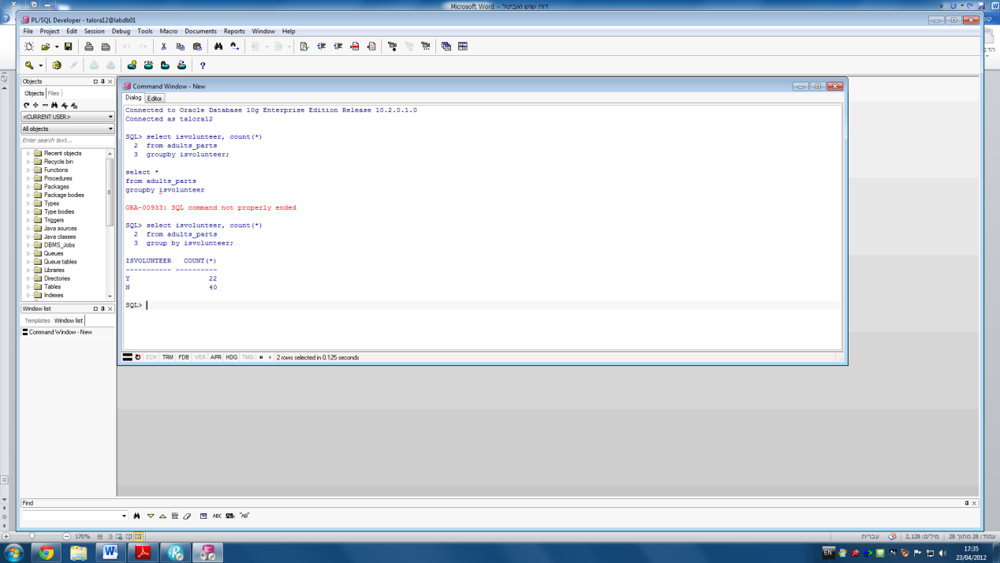 דוח שוש ואביטל - Microsoft Word
PL/SQL Developer - talora12@labdb01
File Project Edit Session Debug Tools Macro Documents Reports Window Help
Objects
Objects Files
<CURRENT USER>
All objects
Enter search text...
Recent objects
Recycle bin
Functions
Procedures
Packages
Package bodies
Types
Type bodies
Triggers
Java sources
Java classes
DBMS_Jobs
Queues
Queue tables
Libraries
Directories
Tables
Indexes
Window list
Templates Window list
Command Window - New
Command Window - New
Dialog Editor
Connected to Oracle Database 10g Enterprise Edition Release 10.2.0.1.0
Connected as talora12
SQL> select isvolunteer, count(*)
2 from adults_parts
3 groupby isvolunteer;
select *
from adults_parts
groupby isvolunteer
ORA-00933: SQL command not properly ended
SQL> select isvolunteer, count(*)
2 from adults_parts
3 group by isvolunteer;
ISVOLUNTEER COUNT(*)
----------- ----------
Y 22
N 40
SQL>
ECH TRM FDB VER APR HDG TMG 2 rows selected in 0.125 seconds
Find
ABC "AB"
170%
עמוד: 28 מתוך 28 מילים: 2,128 עברית
EN
17:35
23/04/2012